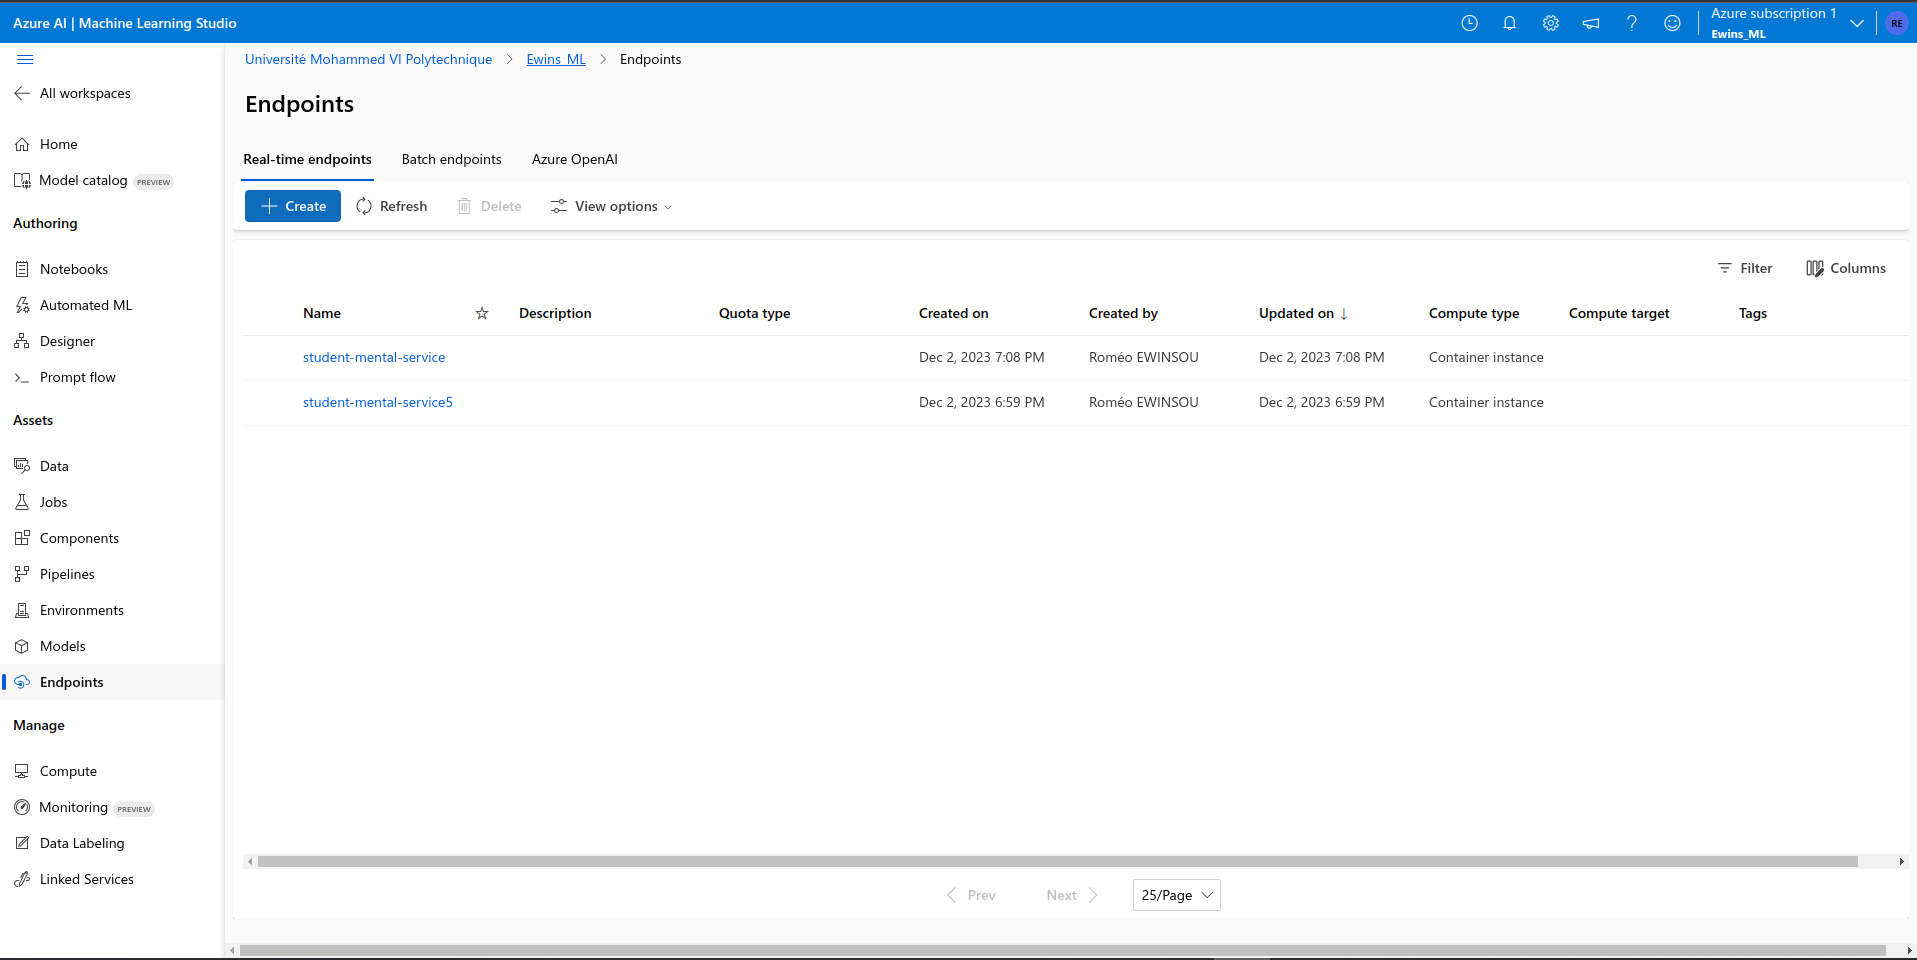 Azure AI | Machine Learning Studio
Azure subscription 1
Ewins_ML
RE
All workspaces
Home
Model catalog PREVIEW
Authoring
Notebooks
Automated ML
Designer
Prompt flow
Assets
Data
Jobs
Components
Pipelines
Environments
Models
Endpoints
Manage
Compute
Monitoring PREVIEW
Data Labeling
Linked Services
Université Mohammed VI Polytechnique > Ewins_ML > Endpoints
Endpoints
Real-time endpoints Batch endpoints Azure OpenAI
Create Refresh Delete View options
Filter Columns
Name Description Quota type Created on Created by Updated on ↓ Compute type Compute target Tags
student-mental-service Dec 2, 2023 7:08 PM Roméo EWINSOU Dec 2, 2023 7:08 PM Container instance
student-mental-service5 Dec 2, 2023 6:59 PM Roméo EWINSOU Dec 2, 2023 6:59 PM Container instance
Prev Next 25/Page